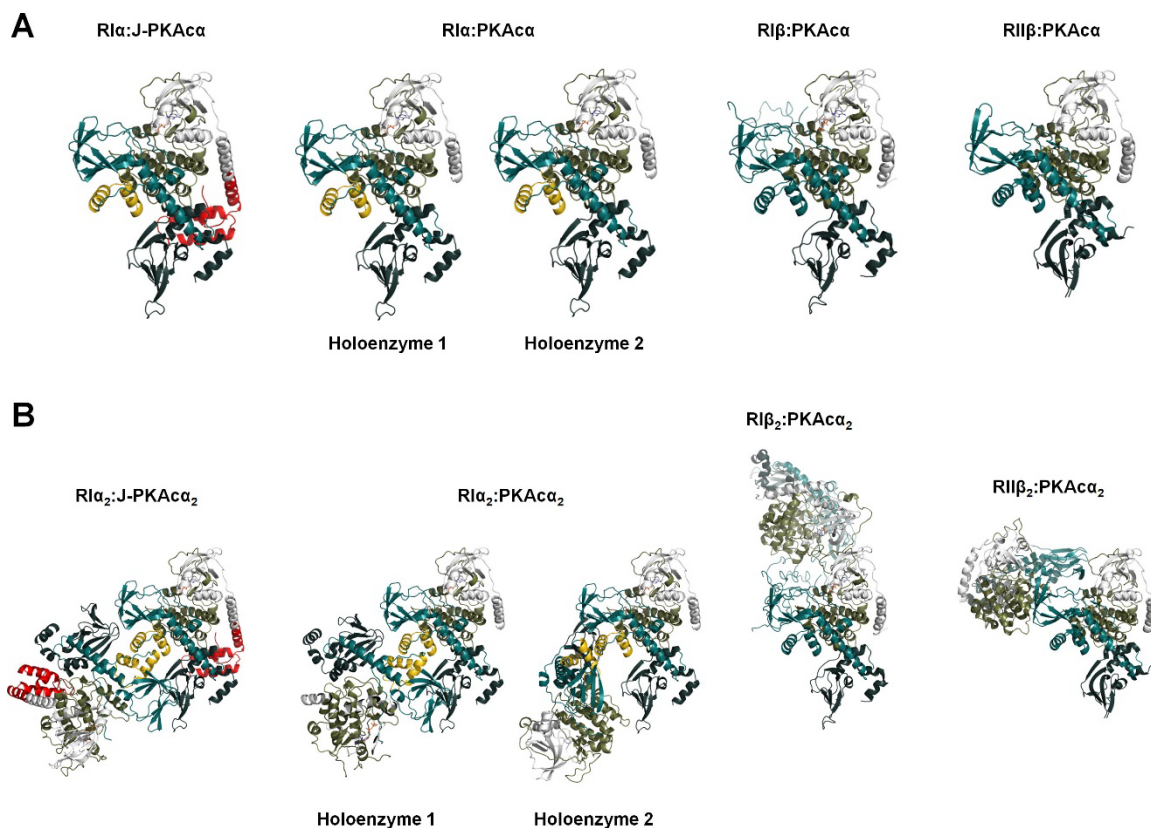 A
RIα:J-PKAcα
RIα:PKAcα
RIβ:PKAcα
RIIβ:PKAcα
Holoenzyme 1
Holoenzyme 2
B
RIβ₂:PKAcα₂
RIα₂:J-PKAcα₂
RIα₂:PKAcα₂
RIIβ₂:PKAcα₂
Holoenzyme 1
Holoenzyme 2